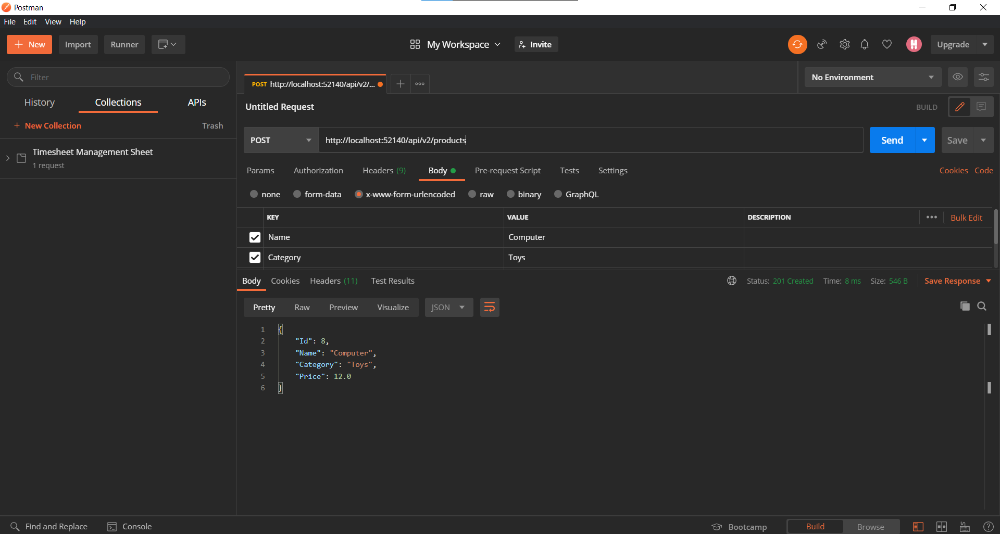 Postman
File Edit View Help
+ New Import Runner My Workspace Invite Upgrade
Filter
History Collections APIs
+ New Collection Trash
Timesheet Management Sheet
1 request
POST http://localhost:52140/api/v2/... No Environment
Untitled Request BUILD
POST http://localhost:52140/api/v2/products Send Save
Params Authorization Headers (9) Body Pre-request Script Tests Settings Cookies Code
none form-data x-www-form-urlencoded raw binary GraphQL
KEY VALUE DESCRIPTION ••• Bulk Edit
Name Computer
Category Toys
Body Cookies Headers (11) Test Results Status: 201 Created Time: 8 ms Size: 546 B Save Response
Pretty Raw Preview Visualize JSON
1 {
2 "Id": 8,
3 "Name": "Computer",
4 "Category": "Toys",
5 "Price": 12.0
6 }
Find and Replace Console Bootcamp Build Browse